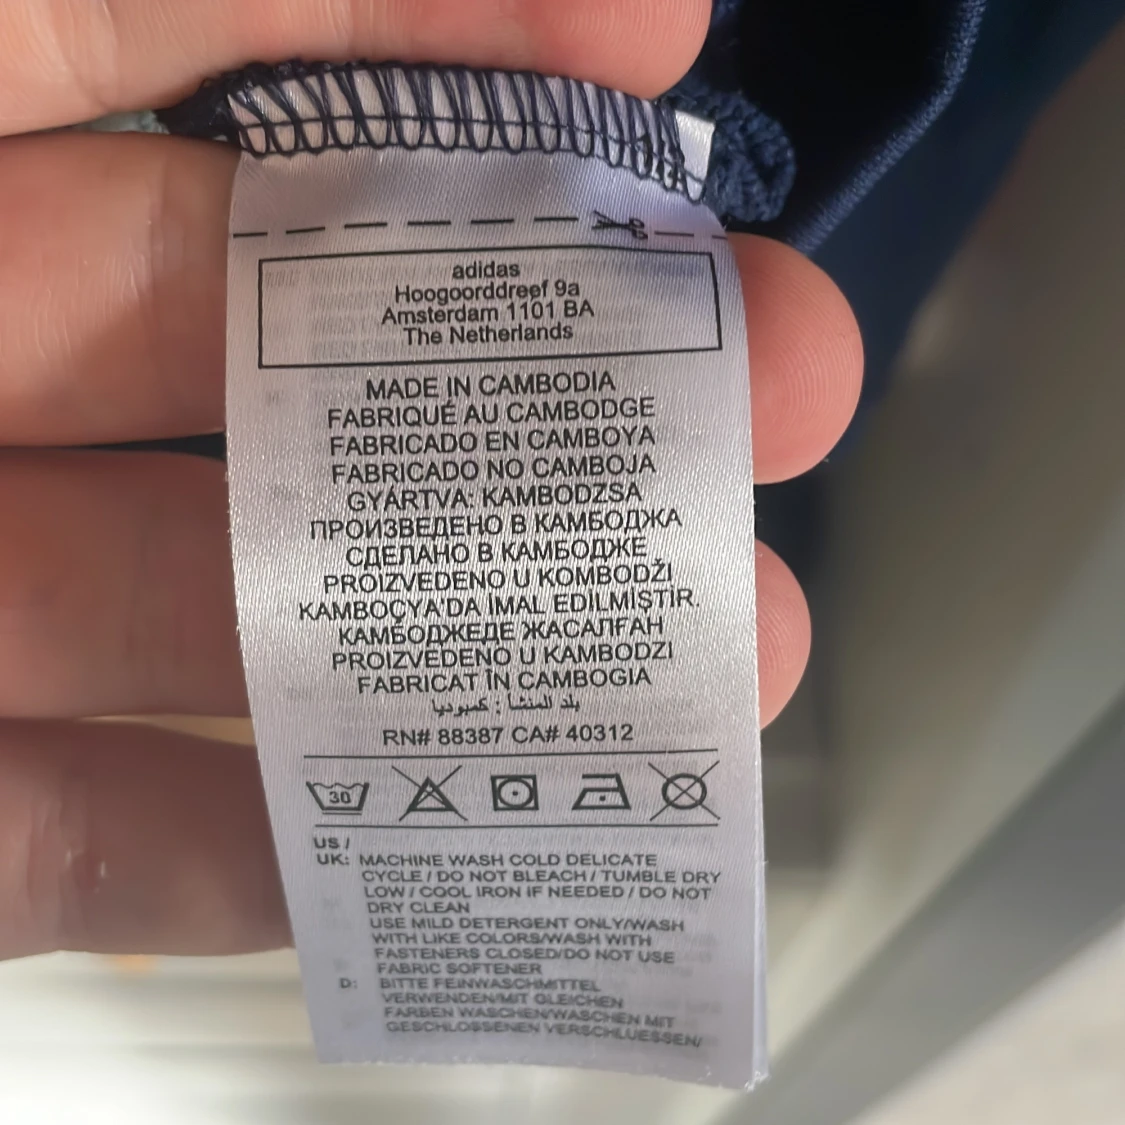 adidas
Hoogoorddreef 9a
Amsterdam 1101 BA
The Netherlands
MADE IN CAMBODIA
FABRIQUÉ AU CAMBODGE
FABRICADO EN CAMBOYA
FABRICADO NO CAMBOJA
GYÁRTVA: KAMBODZSA
ПРОИЗВЕДЕНО В КАМБОДЖА
СДЕЛАНО В КАМБОДЖЕ
PROIZVEDENO U KOMBODŽI
KAMBOÇYA'DA İMAL EDİLMİŞTİR.
КАМБОДЖЕДЕ ЖАСАЛҒАН
PROIZVEDENO U KAMBODZI
FABRICAT ÎN CAMBOGIA
بلد المنشأ : كمبوديا
RN# 88387 CA# 40312
30
US /
UK: MACHINE WASH COLD DELICATE
CYCLE / DO NOT BLEACH / TUMBLE DRY
LOW / COOL IRON IF NEEDED / DO NOT
DRY CLEAN
USE MILD DETERGENT ONLY/WASH
WITH LIKE COLORS/WASH WITH
FASTENERS CLOSED/DO NOT USE
FABRIC SOFTENER
D: BITTE FEINWASCHMITTEL
VERWENDEN/MIT GLEICHEN
FARBEN WASCHEN/WASCHEN MIT
GESCHLOSSENEN VERSCHLUESSEN/